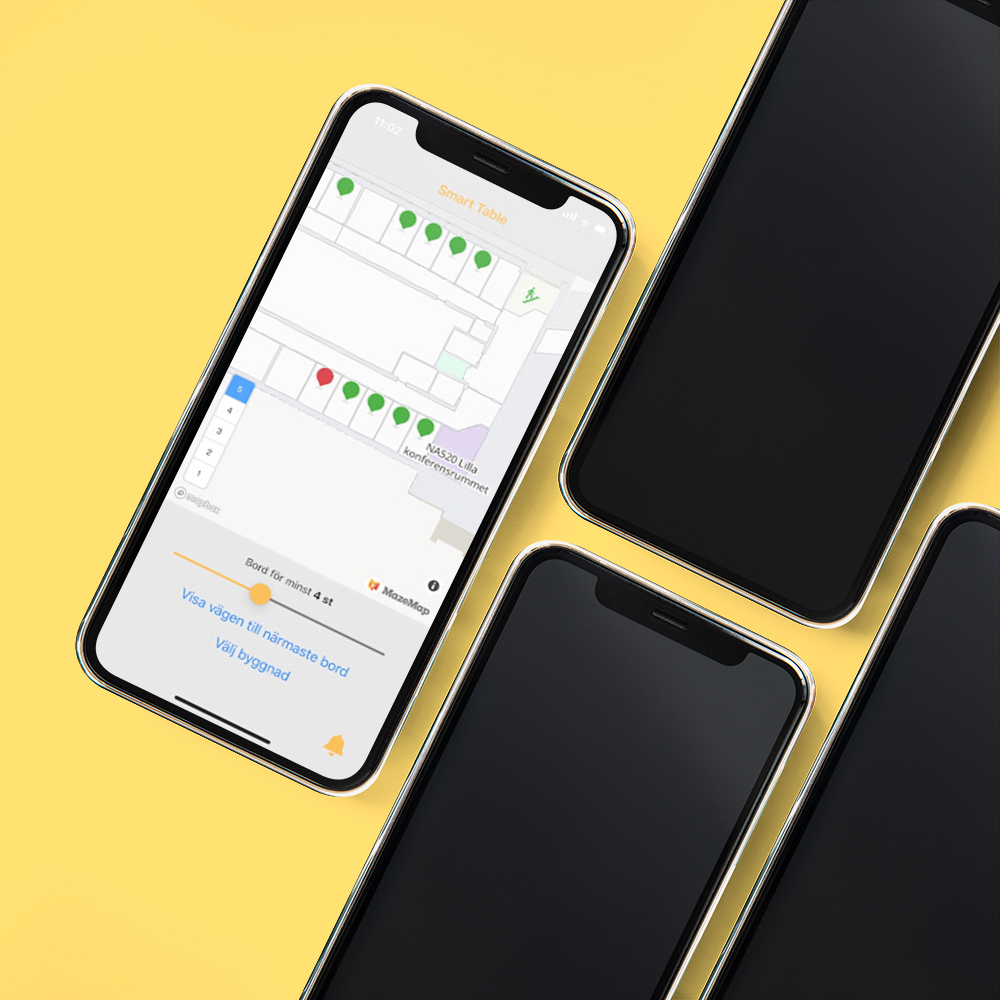 11:02
Smart Table
5
4
3
2
1
NA520 Lilla
konferensrummet
mapbox
MazeMap
Bord för minst 4 st
Visa vägen till närmaste bord
Välj byggnad